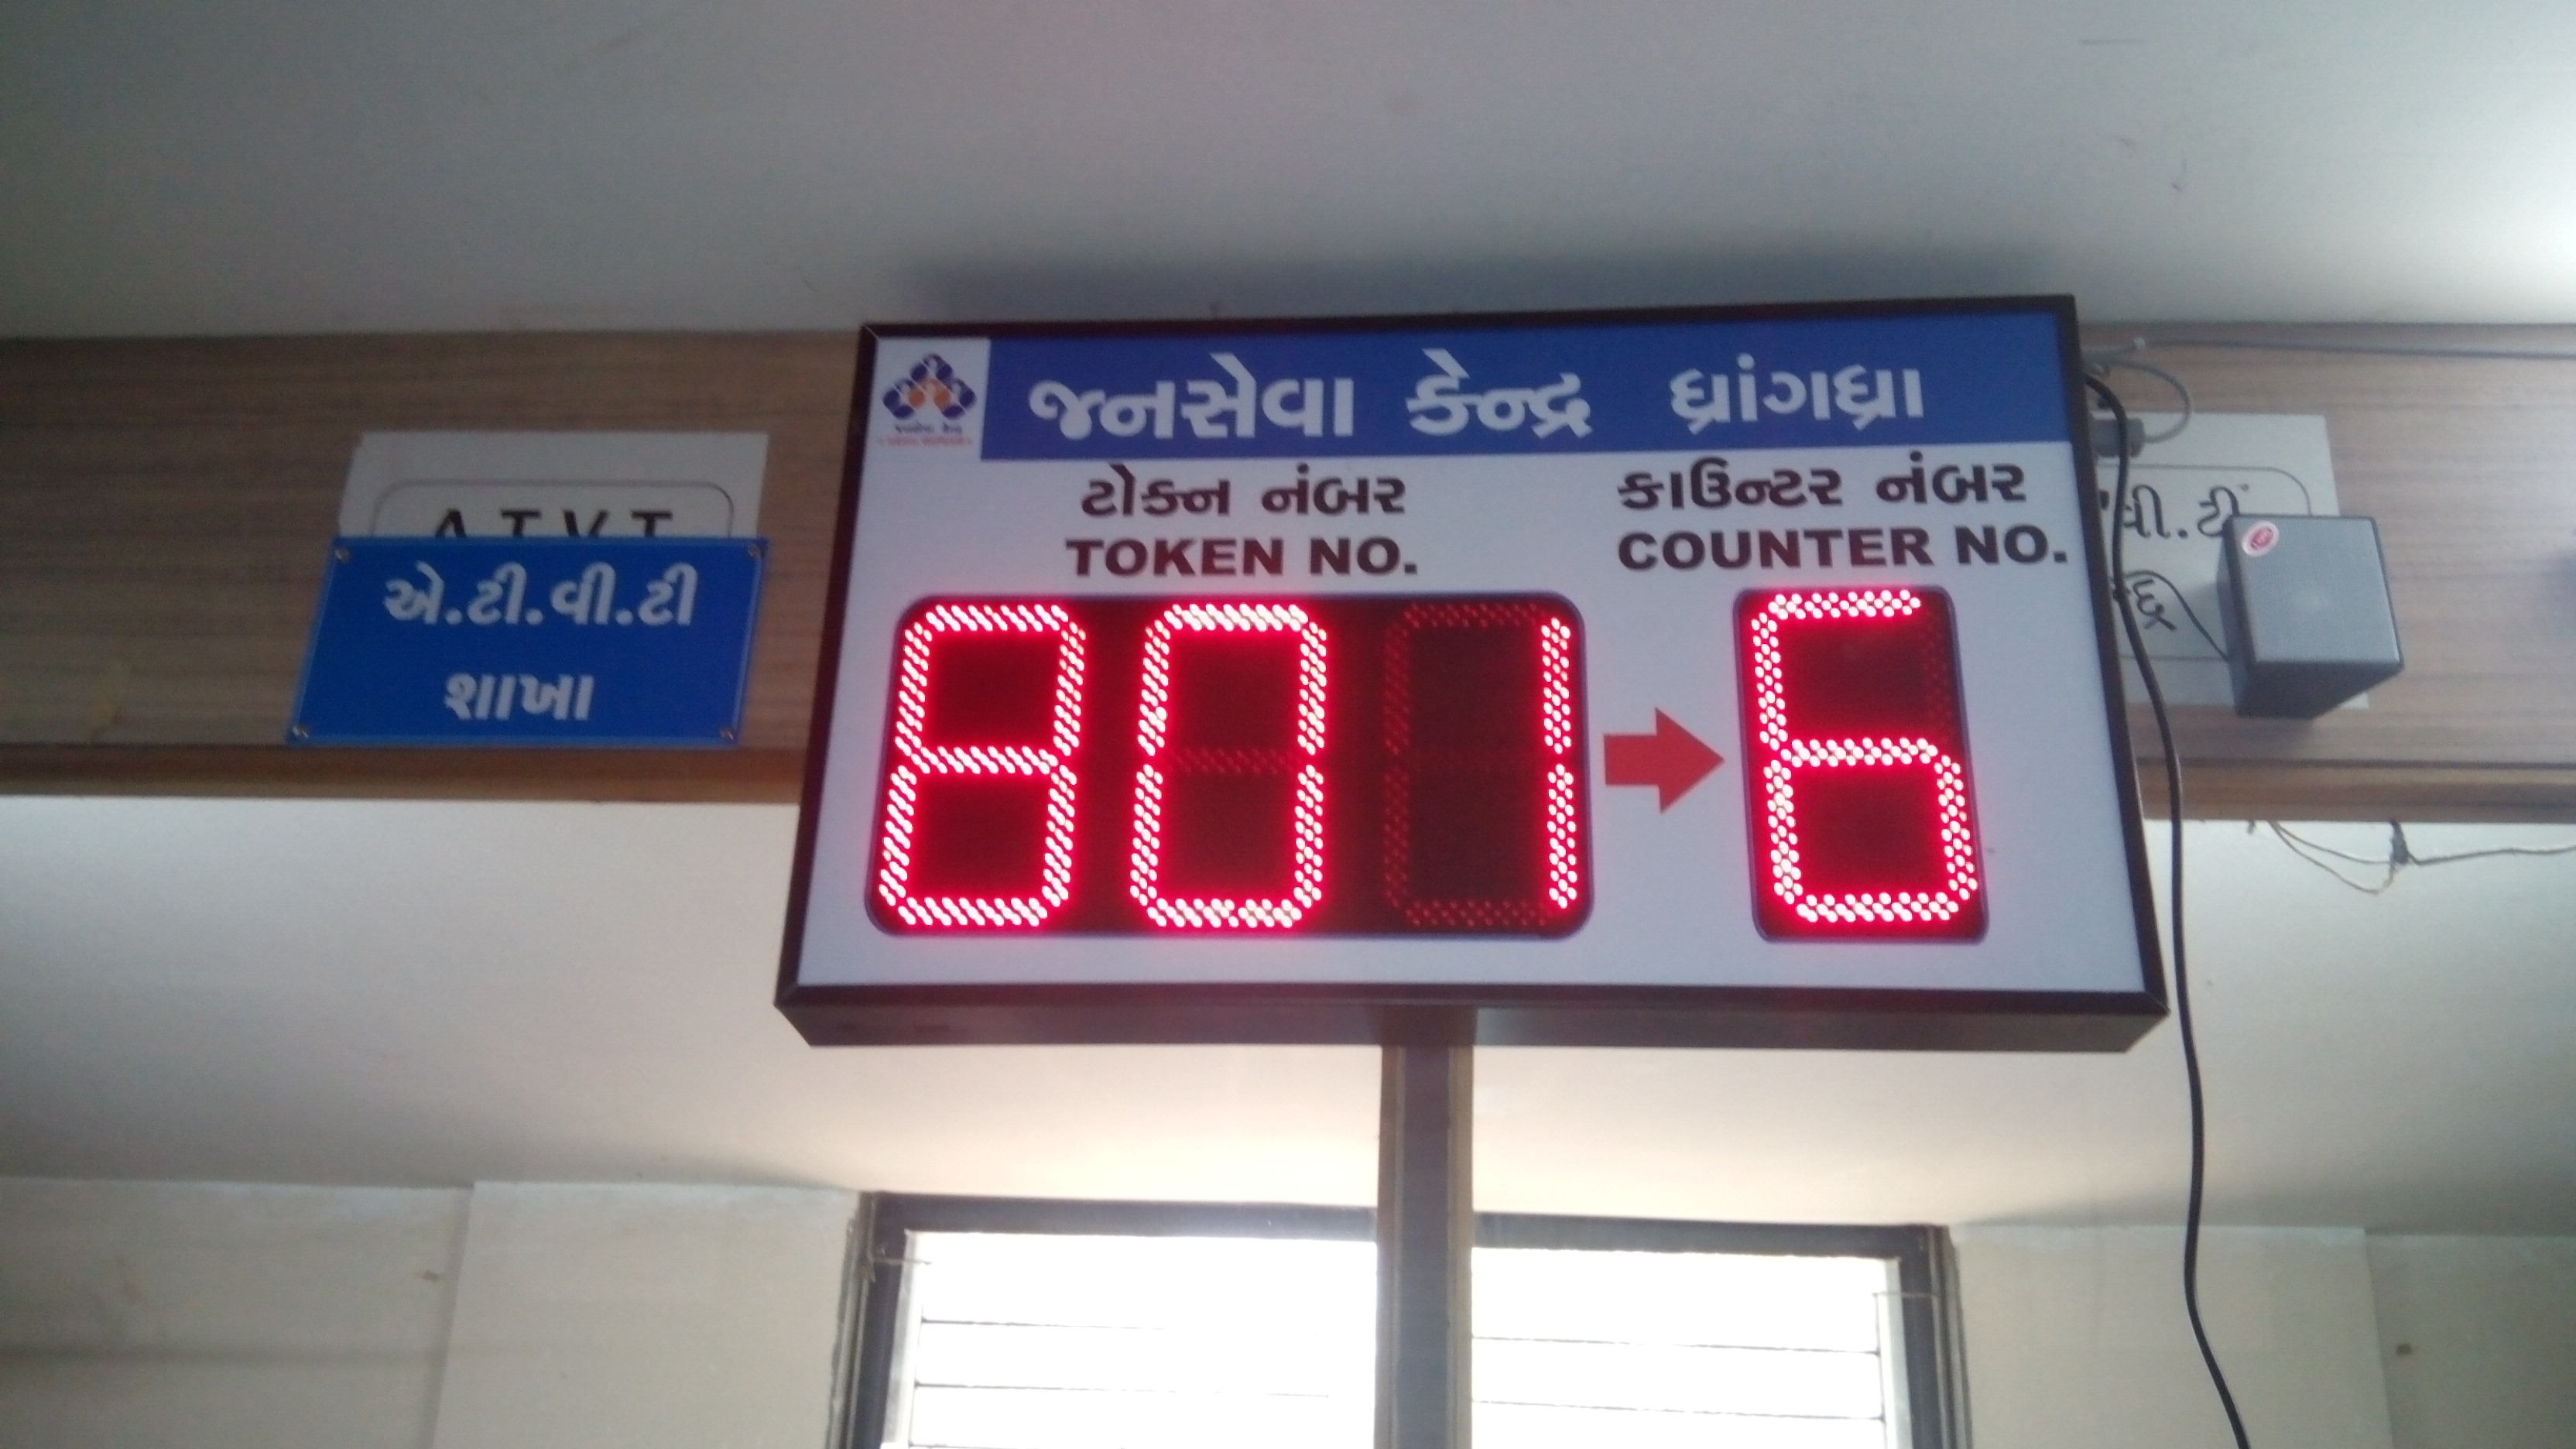 જનસેવા કેન્દ્ર ધ્રાંગધ્રા
ટોકન નંબર
TOKEN NO.
કાઉન્ટર નંબર
COUNTER NO.
801
6
A.T.V.T
એ.ટી.વી.ટી
શાખા
વી.ટી